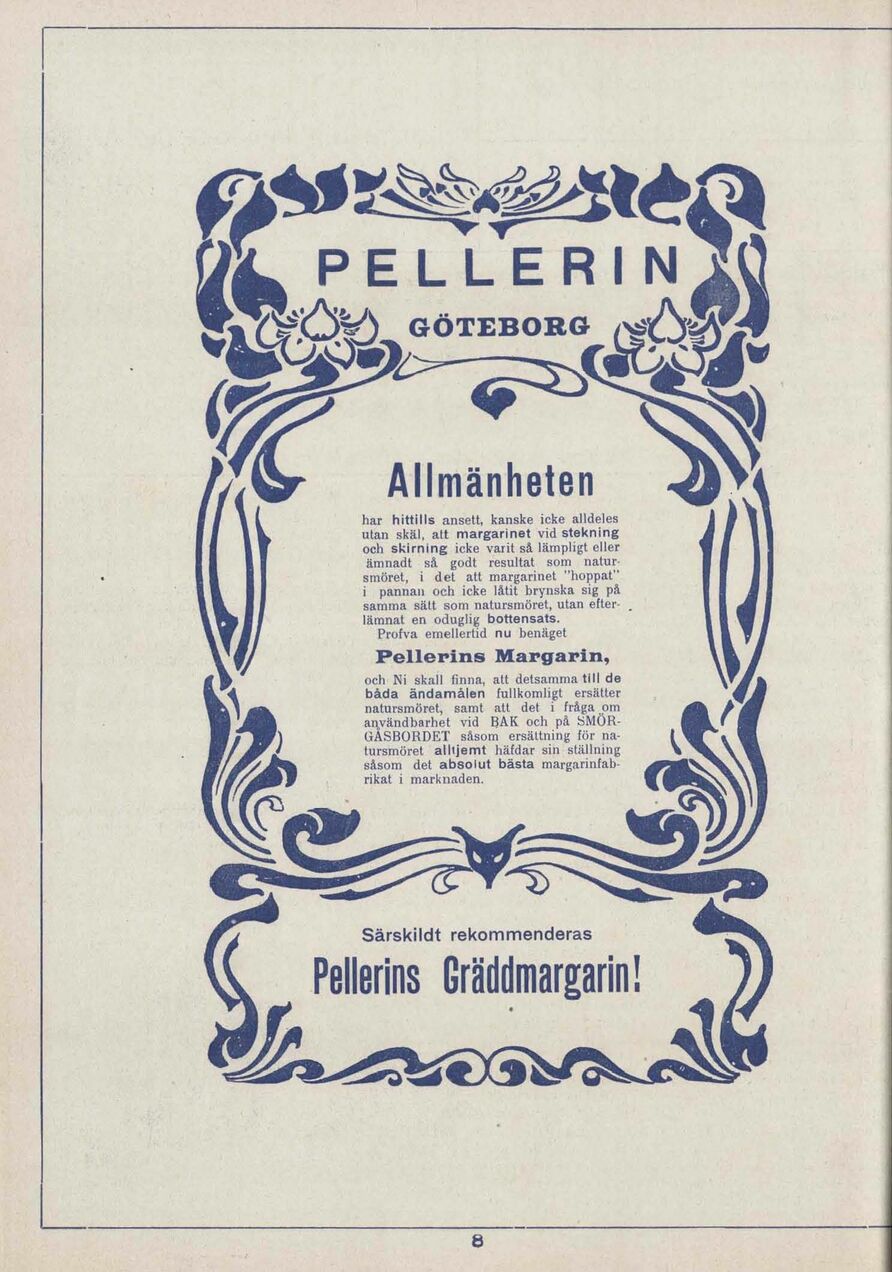 PELLERIN
GÖTEBORG
Allmänheten
har hittills ansett, kanske icke alldeles
utan skäl, att margarinet vid stekning
och skirning icke varit så lämpligt eller
ämnadt så godt resultat som natur-
smöret, i det att margarinet "hoppat"
i pannan och icke låtit brynska sig på
samma sätt som natursmöret, utan efter-
lämnat en oduglig bottensats.
Profva emellertid nu benäget
Pellerins Margarin,
och Ni skall finna, att detsamma till de
båda ändamålen fullkomligt ersätter
natursmöret, samt att det i fråga om
användbarhet vid BAK och på SMÖR-
GÅSBORDET såsom ersättning för na-
tursmöret alltjemt häfdar sin ställning
såsom det absolut bästa margarinfab-
rikat i marknaden.
Särskildt rekommenderas
Pellerins Gräddmargarin!
8